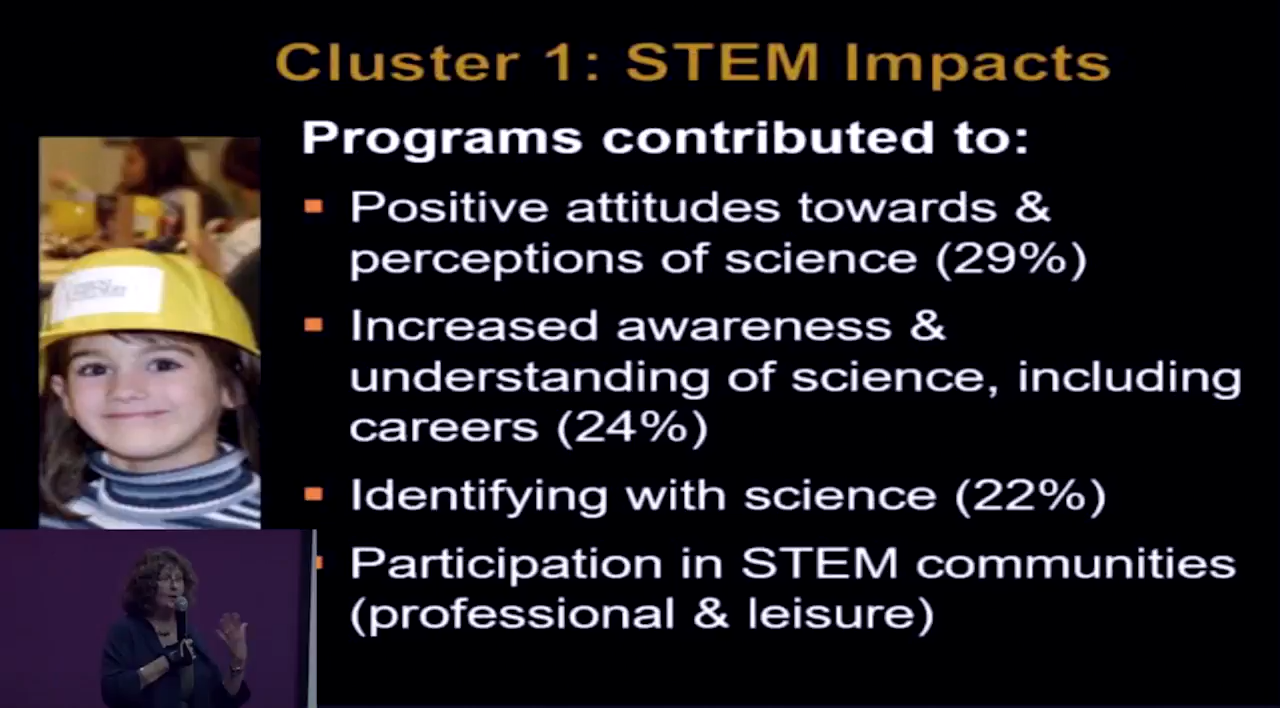 Cluster 1: STEM Impacts
Programs contributed to:
Positive attitudes towards &
perceptions of science (29%)
Increased awareness &
understanding of science, including
careers (24%)
Identifying with science (22%)
Participation in STEM communities
(professional & leisure)